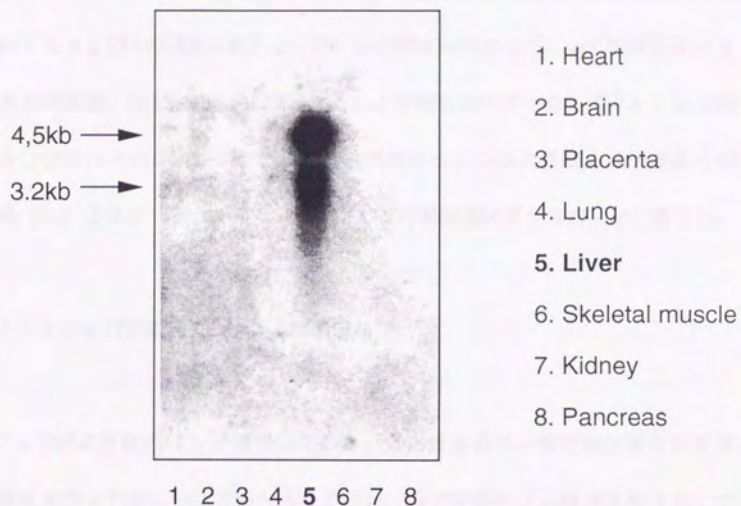 4,5kb
3.2kb
1. Heart
2. Brain
3. Placenta
4. Lung
5. Liver
6. Skeletal muscle
7. Kidney
8. Pancreas
1 2 3 4 5 6 7 8